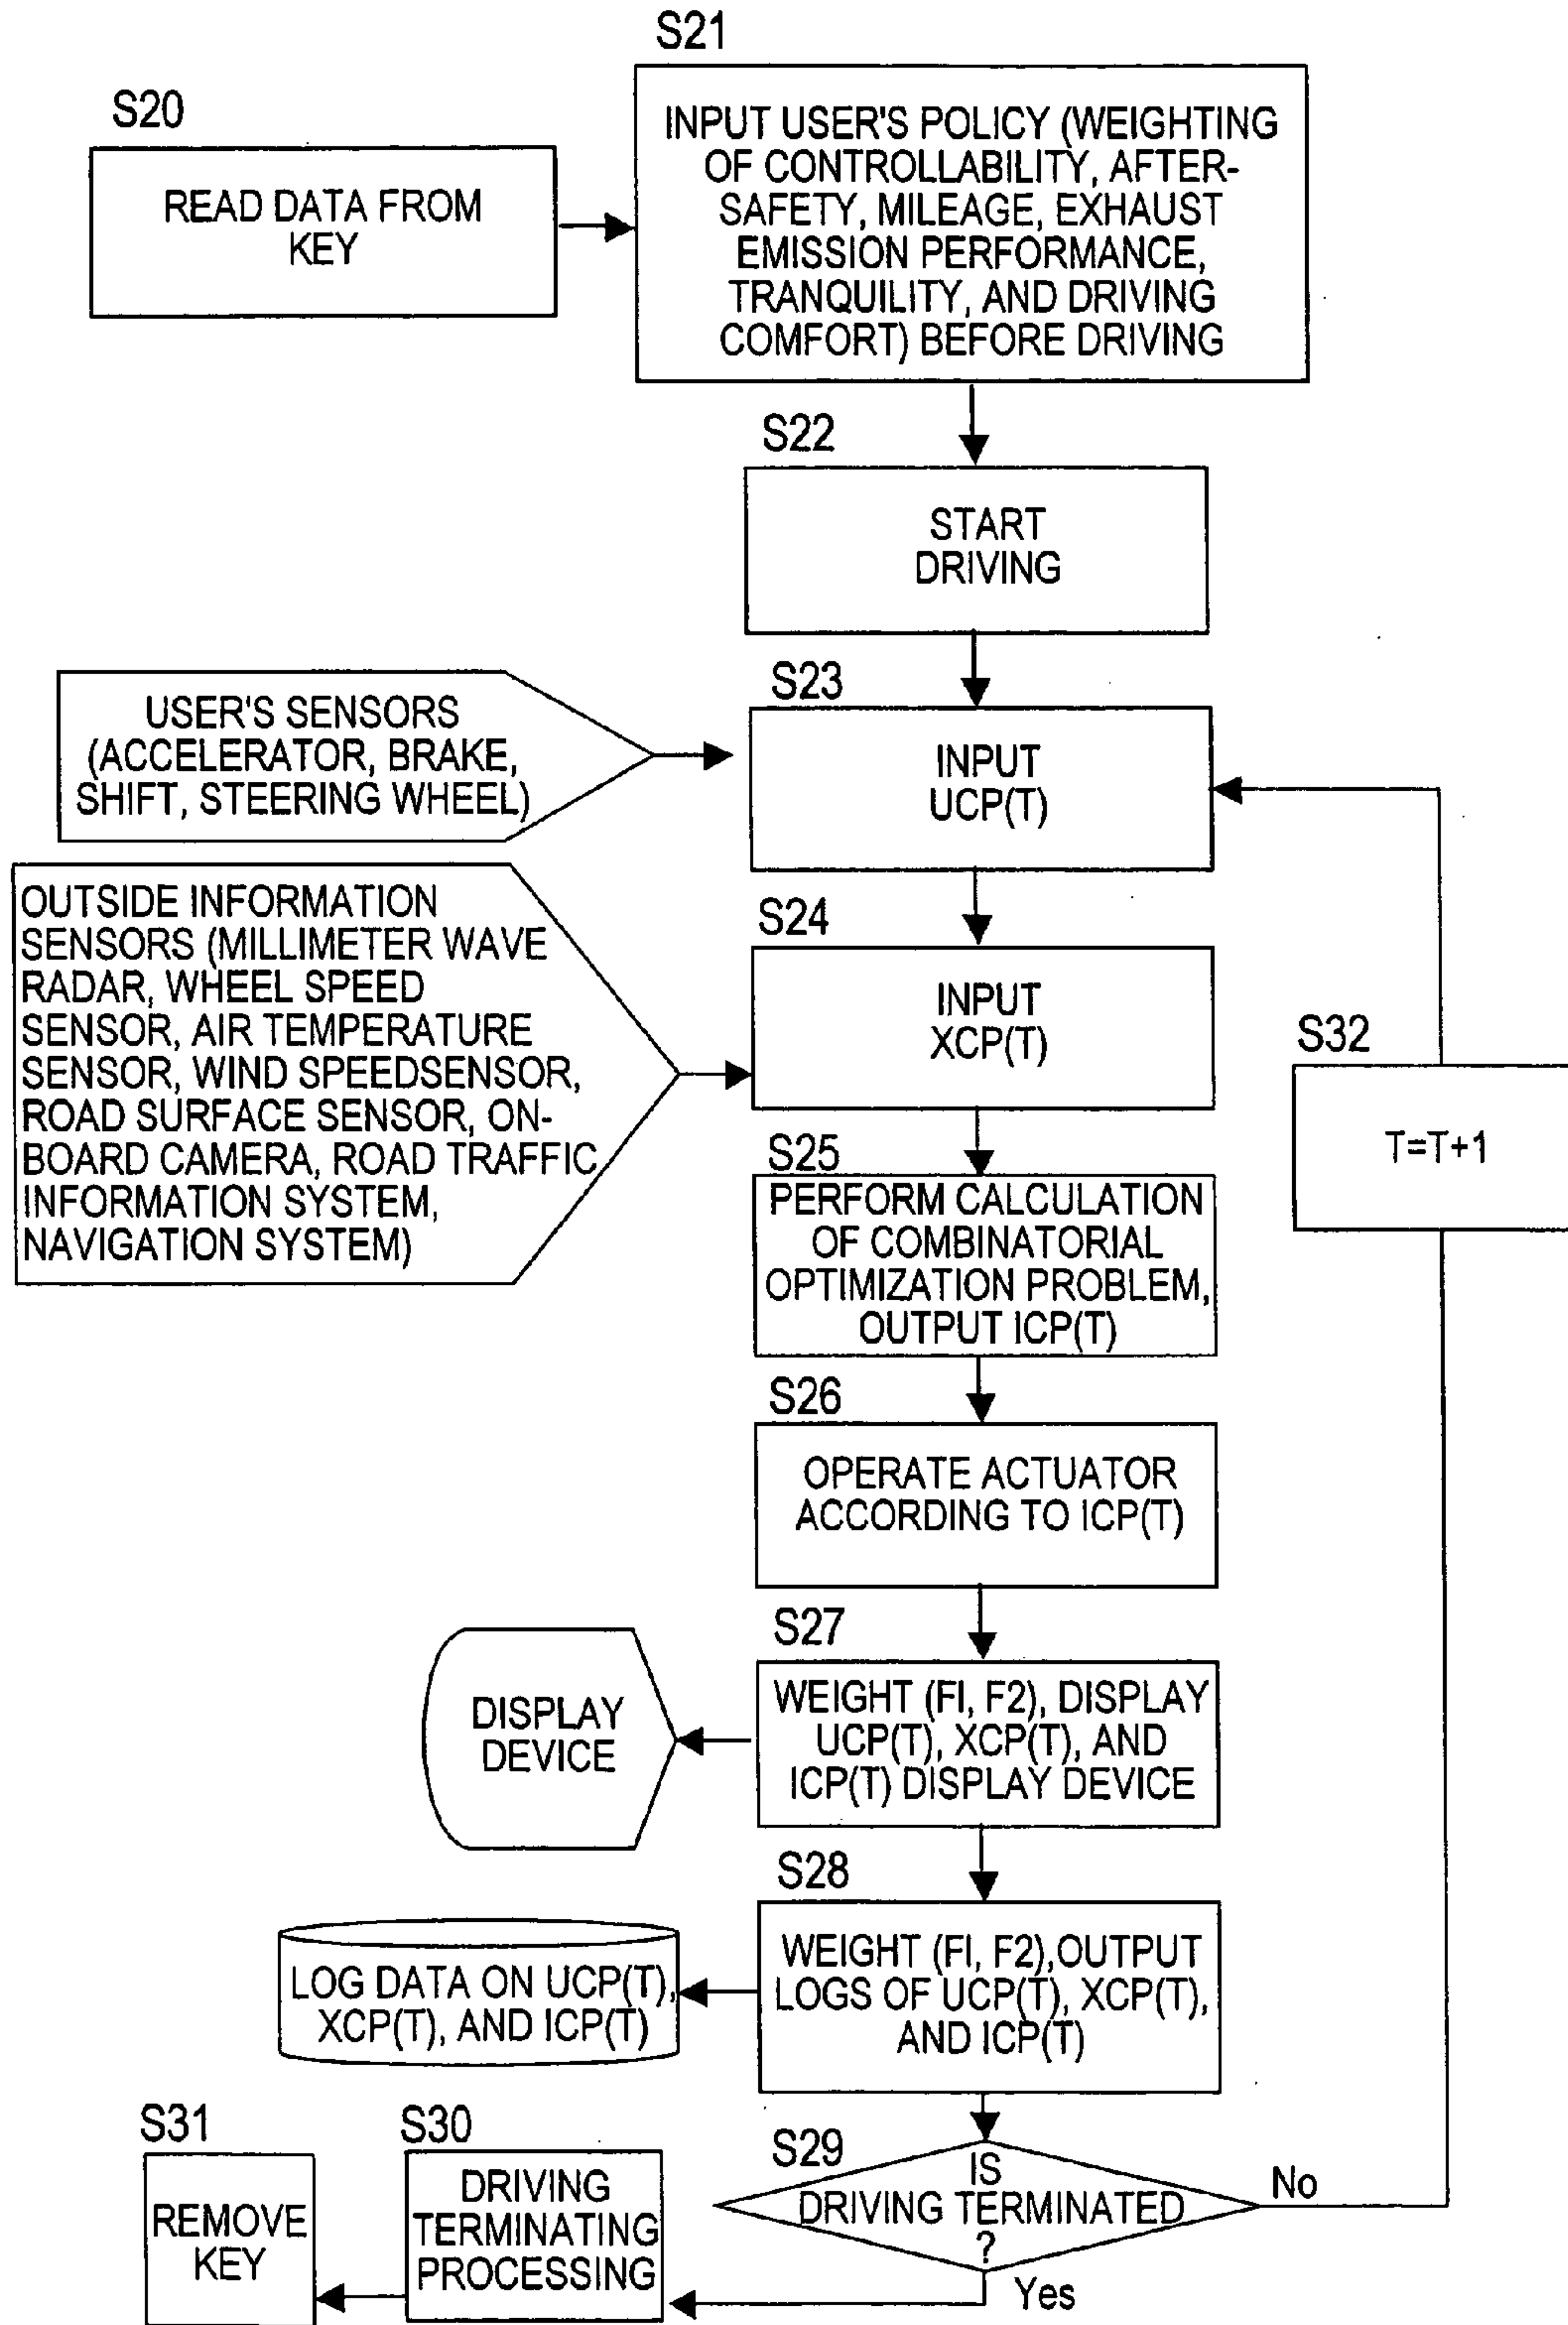 S20
READ DATA FROM
KEY
S21
INPUT USER'S POLICY (WEIGHTING
OF CONTROLLABILITY, AFTER-
SAFETY, MILEAGE, EXHAUST
EMISSION PERFORMANCE,
TRANQUILITY, AND DRIVING
COMFORT) BEFORE DRIVING
S22
START
DRIVING
USER'S SENSORS
(ACCELERATOR, BRAKE,
SHIFT, STEERING WHEEL)
S23
INPUT
UCP(T)
OUTSIDE INFORMATION
SENSORS (MILLIMETER WAVE
RADAR, WHEEL SPEED
SENSOR, AIR TEMPERATURE
SENSOR, WIND SPEEDSENSOR,
ROAD SURFACE SENSOR, ON-
BOARD CAMERA, ROAD TRAFFIC
INFORMATION SYSTEM,
NAVIGATION SYSTEM)
S24
INPUT
XCP(T)
S32
T=T+1
S25
PERFORM CALCULATION
OF COMBINATORIAL
OPTIMIZATION PROBLEM,
OUTPUT ICP(T)
S26
OPERATE ACTUATOR
ACCORDING TO ICP(T)
S27
WEIGHT (FI, F2), DISPLAY
UCP(T), XCP(T), AND
ICP(T) DISPLAY DEVICE
DISPLAY
DEVICE
S28
WEIGHT (FI, F2),OUTPUT
LOGS OF UCP(T), XCP(T),
AND ICP(T)
LOG DATA ON UCP(T),
XCP(T), AND ICP(T)
S29
IS
DRIVING TERMINATED
?
No
Yes
S30
DRIVING
TERMINATING
PROCESSING
S31
REMOVE
KEY